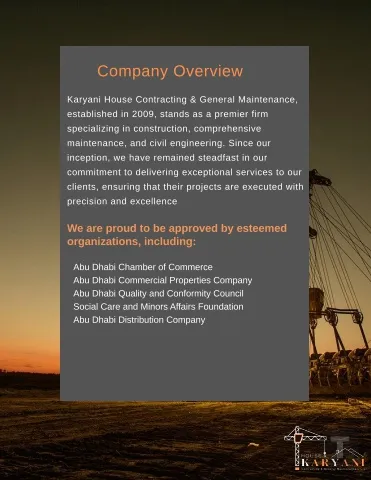 Company Overview
Karyani House Contracting & General Maintenance,
established in 2009, stands as a premier firm
specializing in construction, comprehensive
maintenance, and civil engineering. Since our
inception, we have remained steadfast in our
commitment to delivering exceptional services to our
clients, ensuring that their projects are executed with
precision and excellence
We are proud to be approved by esteemed
organizations, including:
Abu Dhabi Chamber of Commerce
Abu Dhabi Commercial Properties Company
Abu Dhabi Quality and Conformity Council
Social Care and Minors Affairs Foundation
Abu Dhabi Distribution Company
HOUSE
KARYANI